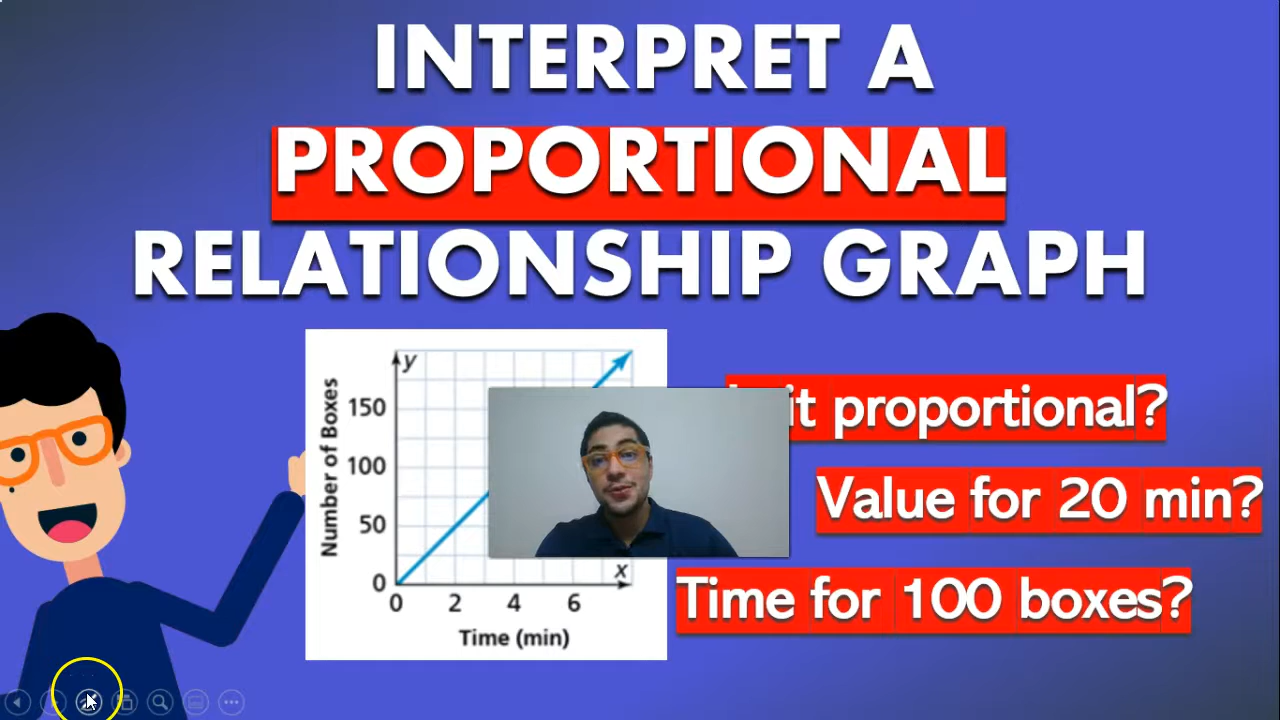 INTERPRET A
PROPORTIONAL
RELATIONSHIP GRAPH
y
150
100
50
0
Number of Boxes
x
0 2 4 6
Time (min)
it proportional?
Value for 20 min?
Time for 100 boxes?